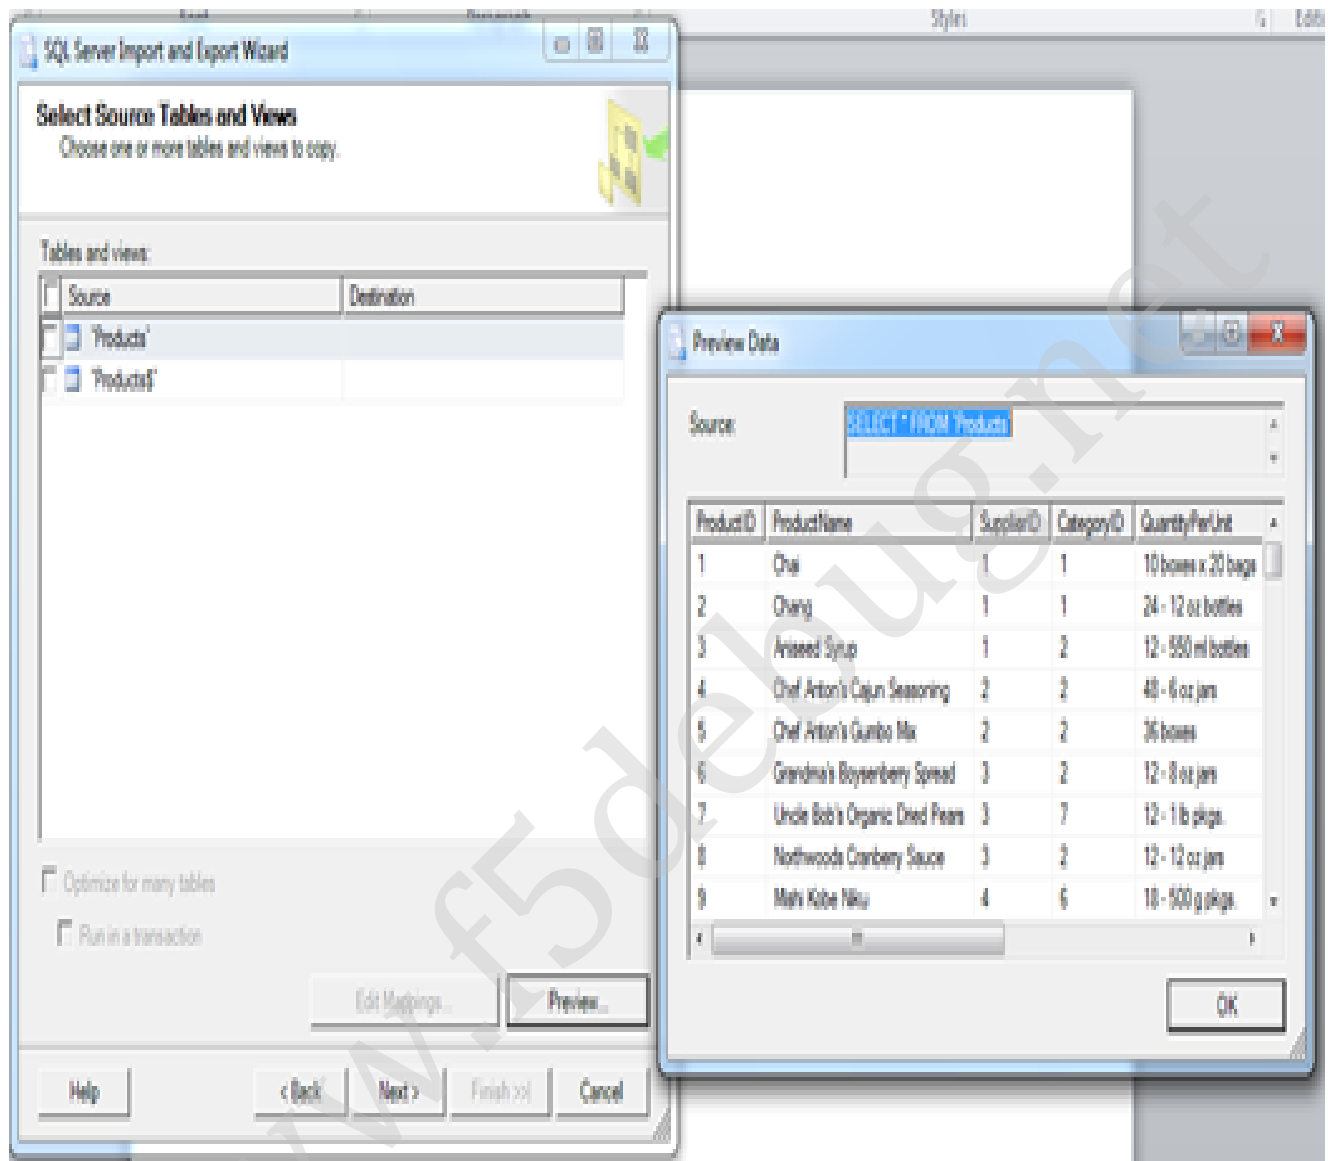 Styles
SQL Server Import and Export Wizard
Select Source Tables and Views
Choose one or more tables and views to copy.
Tables and views:
Source Destination
'Products'
'Products$'
Optimize for many tables
Run in a transaction
Edit Mappings... Preview...
Help < Back Next > Finish >>| Cancel
Preview Data
Source: SELECT * FROM 'Products'
ProductID ProductName SupplierID CategoryID QuantityPerUnit
1 Chai 1 1 10 boxes x 20 bags
2 Chang 1 1 24 - 12 oz bottles
3 Aniseed Syrup 1 2 12 - 550 ml bottles
4 Chef Anton's Cajun Seasoning 2 2 48 - 6 oz jars
5 Chef Anton's Gumbo Mix 2 2 36 boxes
6 Grandma's Boysenberry Spread 3 2 12 - 8 oz jars
7 Uncle Bob's Organic Dried Pears 3 7 12 - 1 lb pkgs.
8 Northwoods Cranberry Sauce 3 2 12 - 12 oz jars
9 Mishi Kobe Niku 4 6 18 - 500 g pkgs.
OK
w.f5debug.net